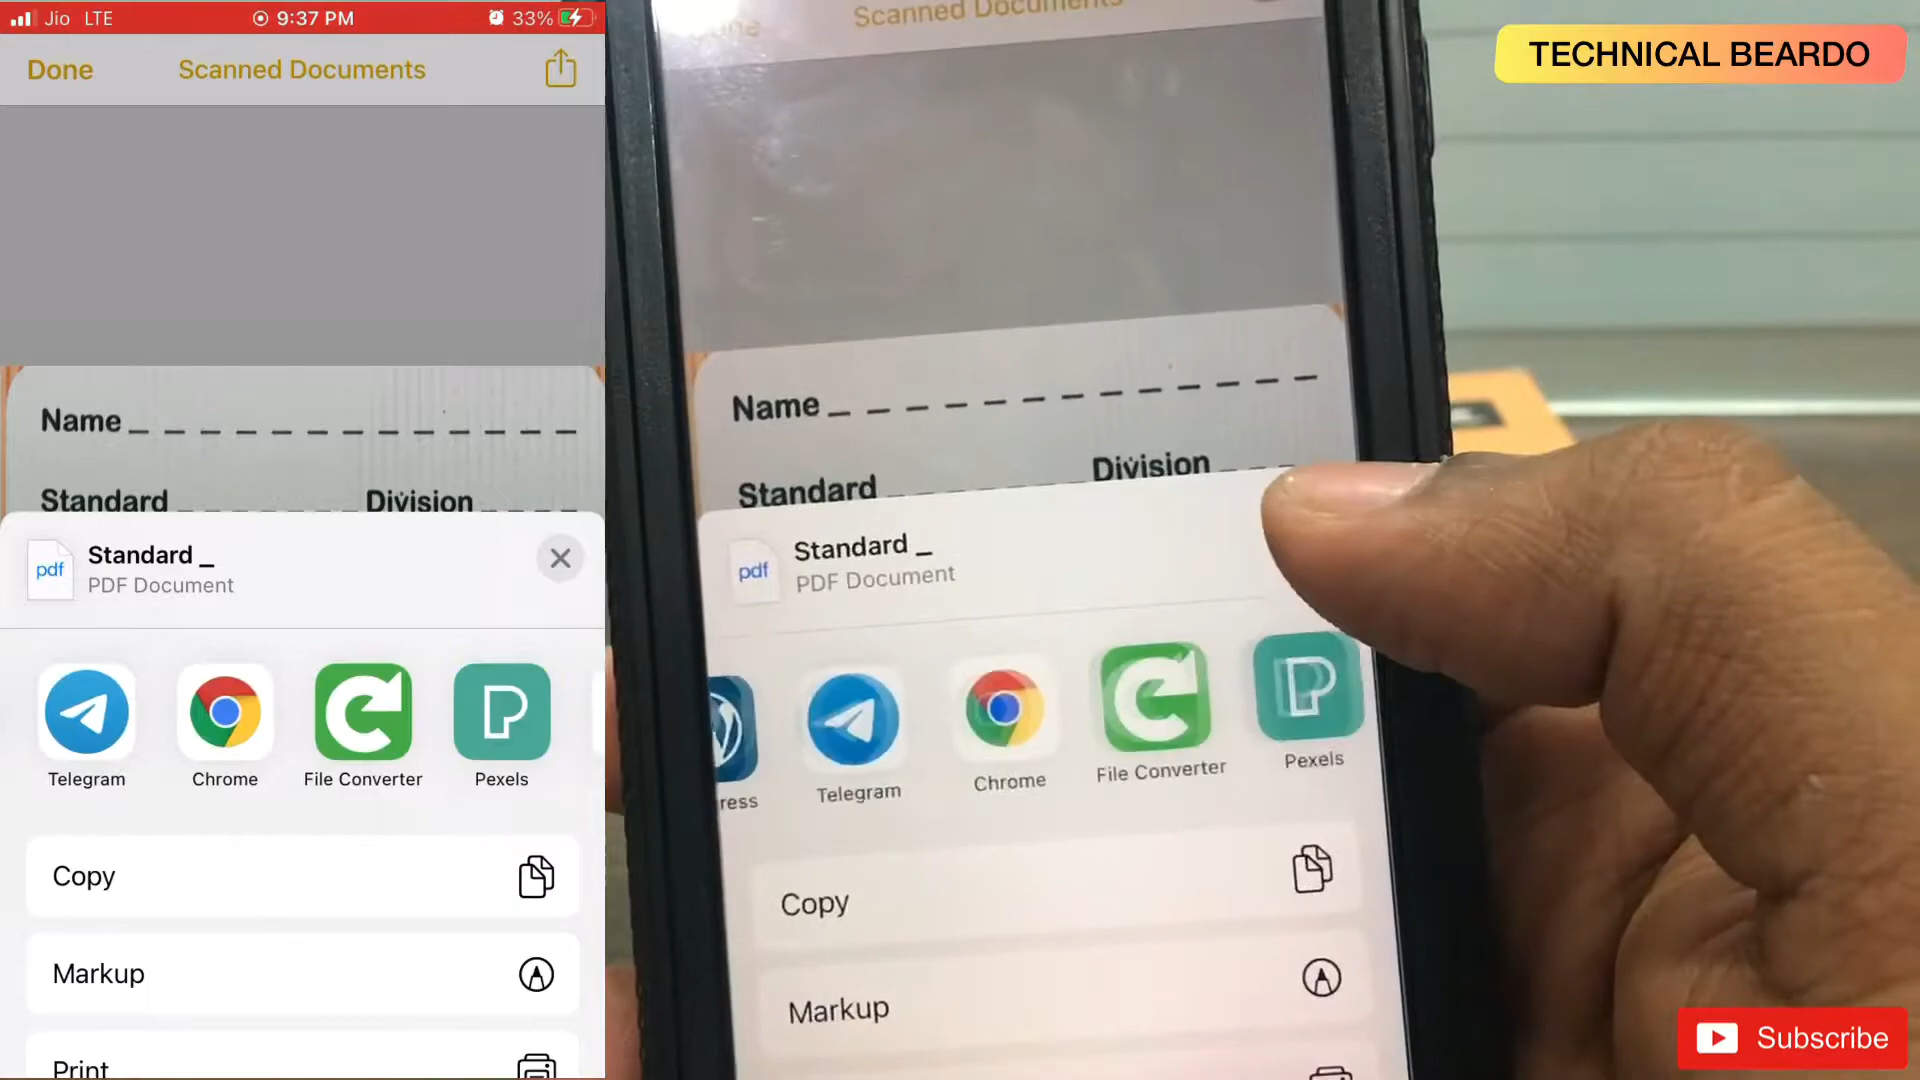 Jio LTE 9:37 PM 33%
Done Scanned Documents
Name _ _ _ _ _ _ _ _ _ _ _ _ _
Standard _ _ _ _ _ Division _ _ _
pdf
Standard _
PDF Document
Telegram Chrome File Converter Pexels
Copy
Markup
Print
Scanned Documents
Name _ _ _ _ _ _ _ _ _ _ _ _ _
Standard Division _ _
pdf
Standard _
PDF Document
ress Telegram Chrome File Converter Pexels
Copy
Markup
TECHNICAL BEARDO
Subscribe